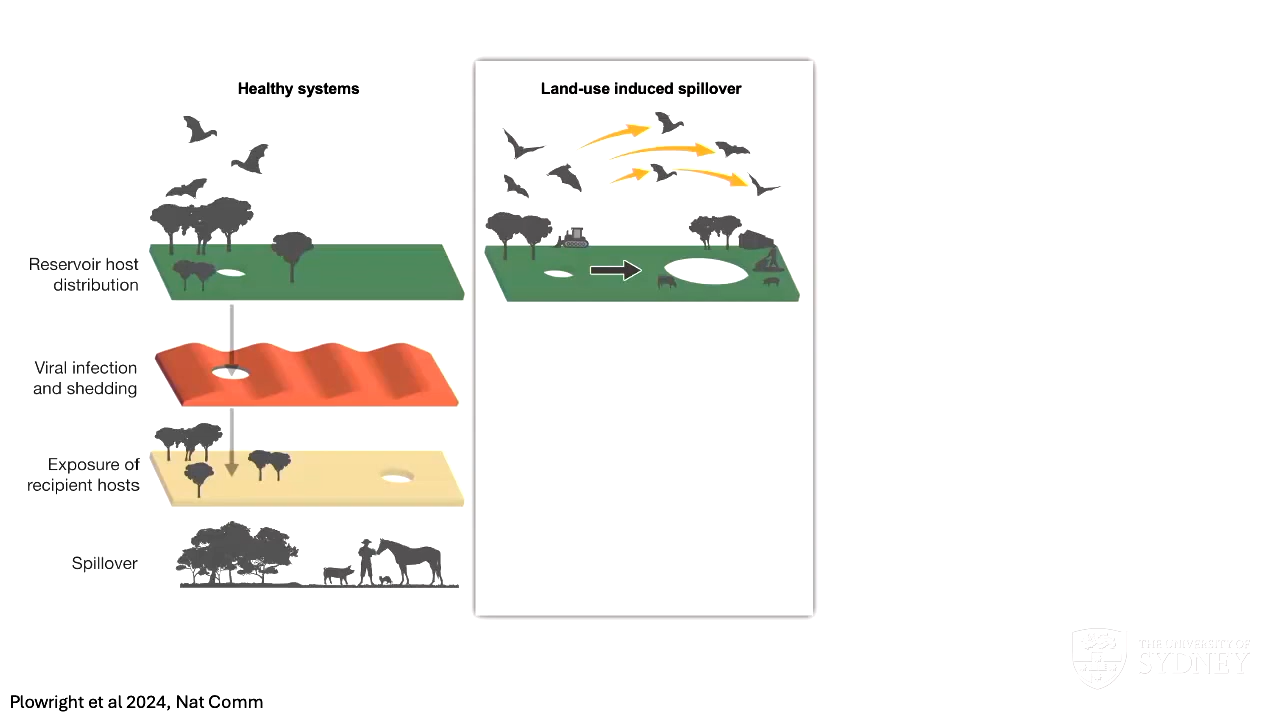 Healthy systems
Land-use induced spillover
Reservoir host
distribution
Viral infection
and shedding
Exposure of
recipient hosts
Spillover
THE UNIVERSITY OF
SYDNEY
Plowright et al 2024, Nat Comm